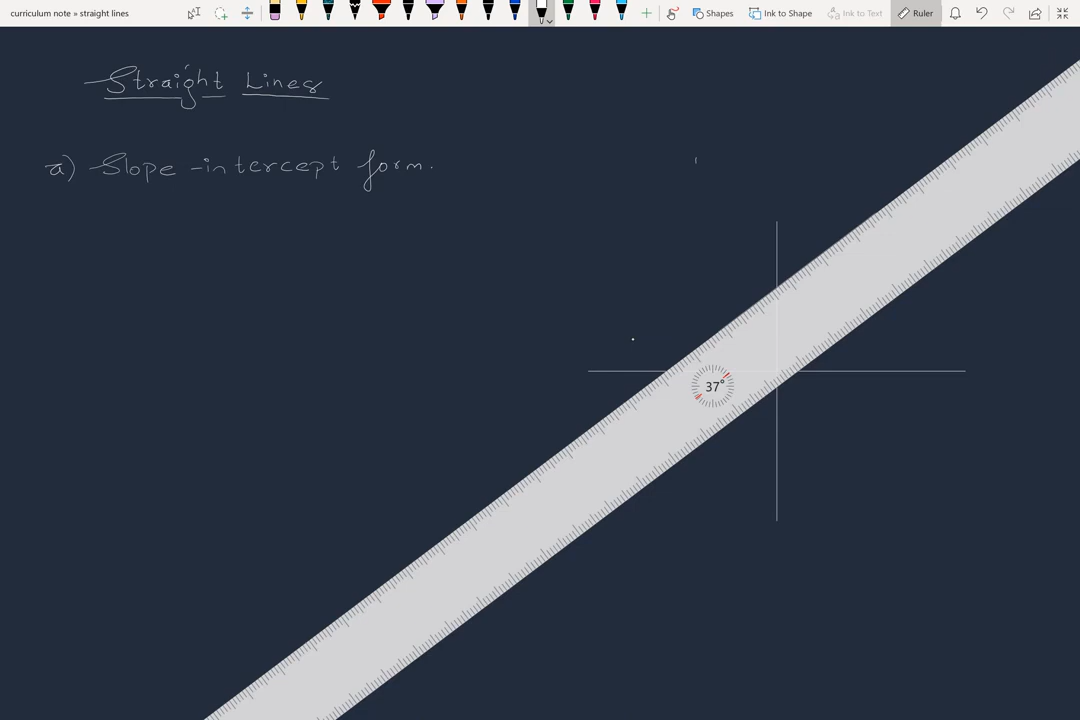 curriculum note » straight lines
Shapes
Ink to Shape
Ink to Text
Ruler
Straight Lines
a) Slope-intercept form.
37°